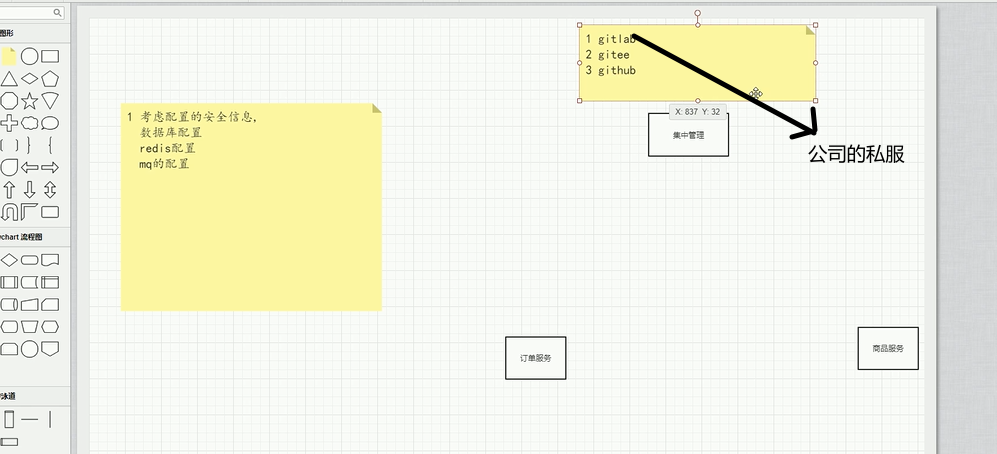 图形
1 gitlab
2 gitee
3 github
X: 837 Y: 32
集中管理
公司的私服
1 考虑配置的安全信息,
数据库配置
redis配置
mq的配置
chart 流程图
订单服务
商品服务
泳道